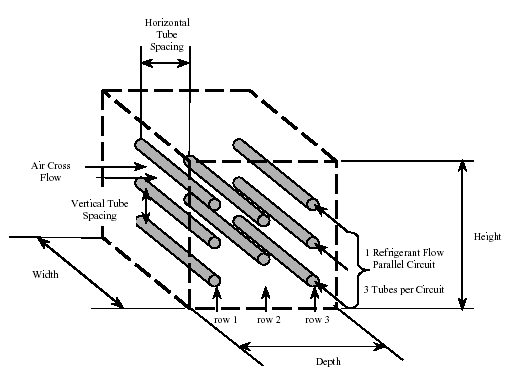 Horizontal
Tube
Spacing
Air Cross
Flow
Vertical Tube
Spacing
Width
1 Refrigerant Flow
Parallel Circuit
3 Tubes per Circuit
Height
row 1
row 2
row 3
Depth